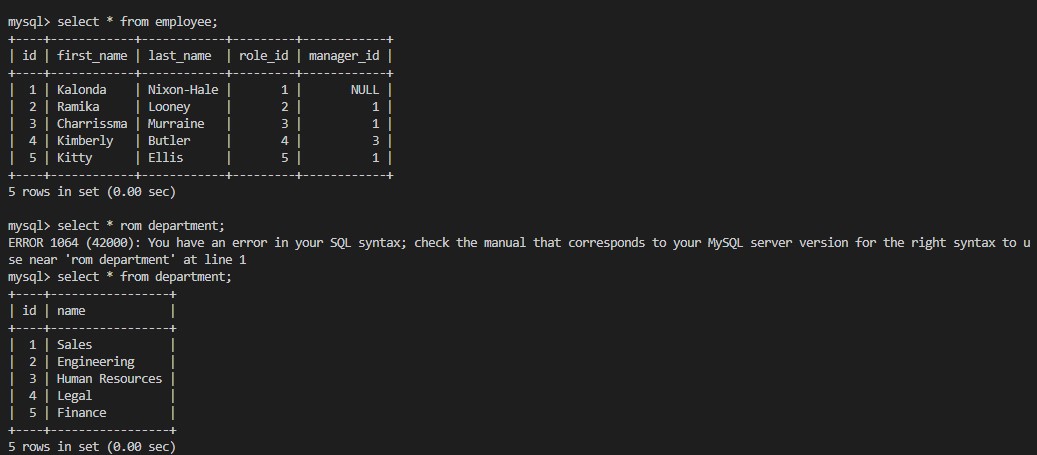 mysql> select * from employee;
+----+------------+------------+---------+------------+
| id | first_name | last_name  | role_id | manager_id |
+----+------------+------------+---------+------------+
|  1 | Kalonda    | Nixon-Hale |       1 |       NULL |
|  2 | Ramika     | Looney     |       2 |          1 |
|  3 | Charrissma | Murraine   |       3 |          1 |
|  4 | Kimberly   | Butler     |       4 |          3 |
|  5 | Kitty      | Ellis      |       5 |          1 |
+----+------------+------------+---------+------------+
5 rows in set (0.00 sec)

mysql> select * rom department;
ERROR 1064 (42000): You have an error in your SQL syntax; check the manual that corresponds to your MySQL server version for the right syntax to u
se near 'rom department' at line 1
mysql> select * from department;
+----+-----------------+
| id | name            |
+----+-----------------+
|  1 | Sales           |
|  2 | Engineering     |
|  3 | Human Resources |
|  4 | Legal           |
|  5 | Finance         |
+----+-----------------+
5 rows in set (0.00 sec)